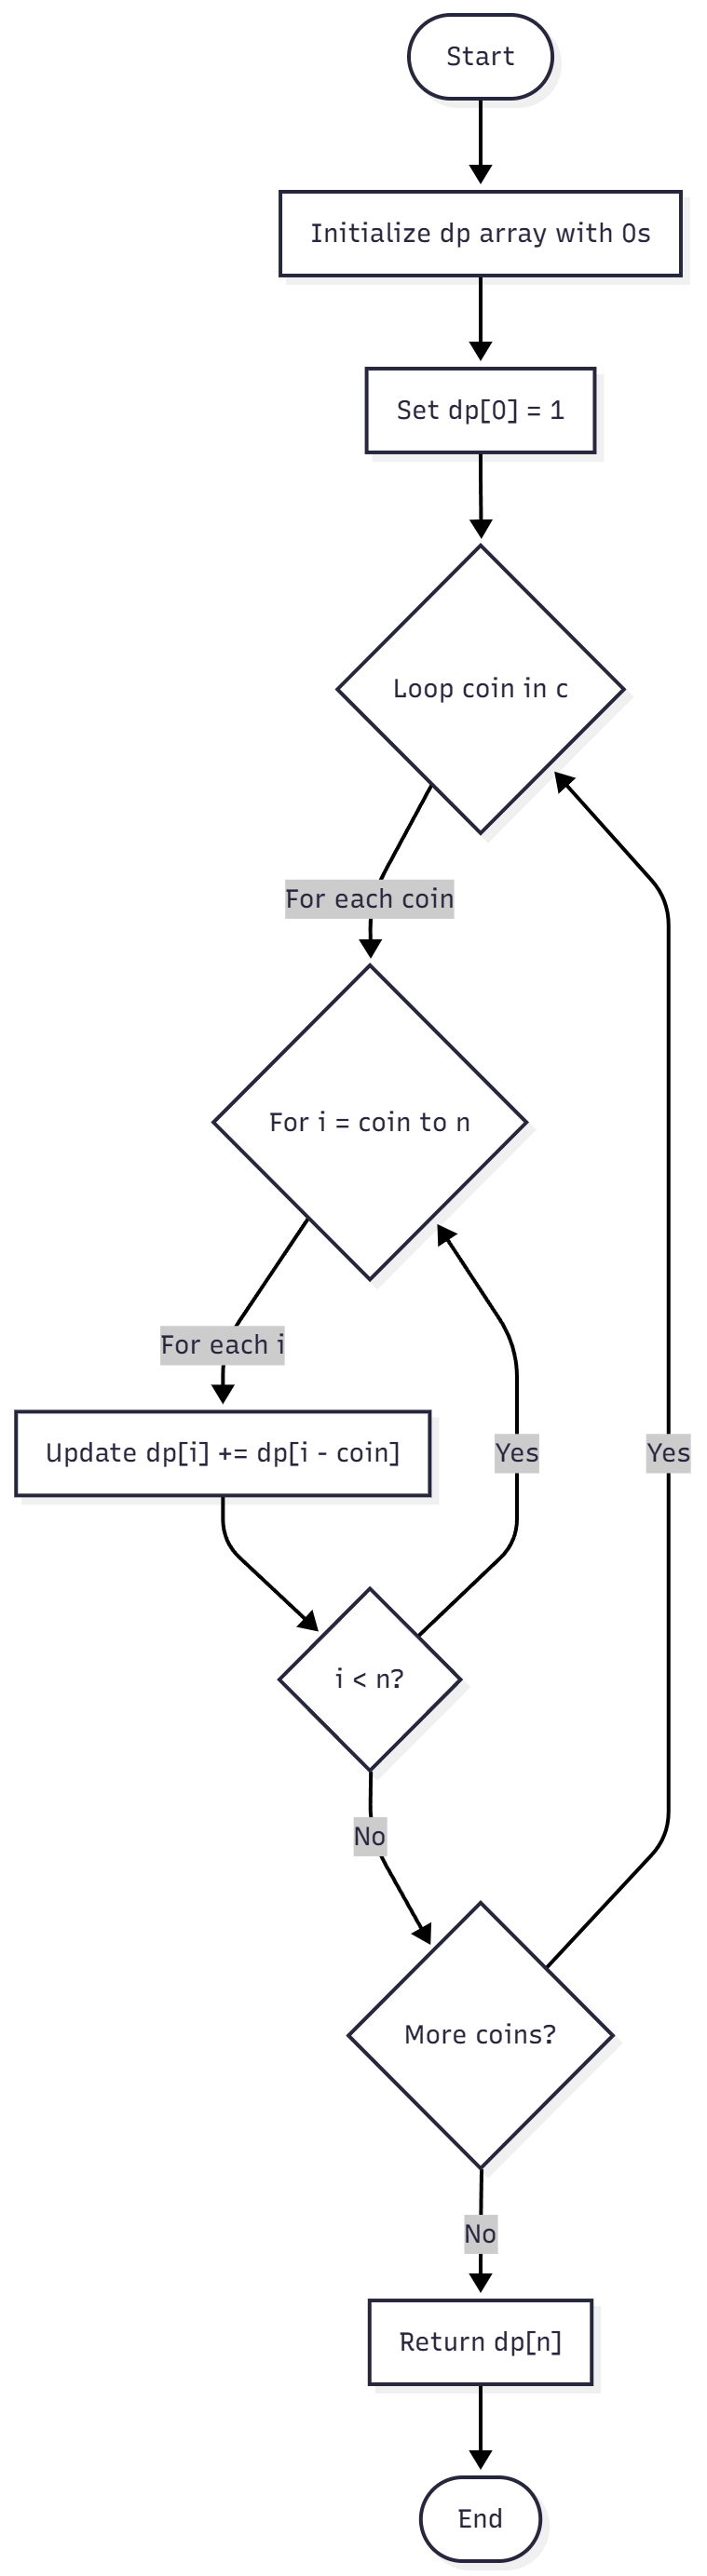 Start
Initialize dp array with 0s
Set dp[0] = 1
Loop coin in c
For each coin
For i = coin to n
For each i
Update dp[i] += dp[i - coin]
Yes
Yes
i < n?
No
More coins?
No
Return dp[n]
End